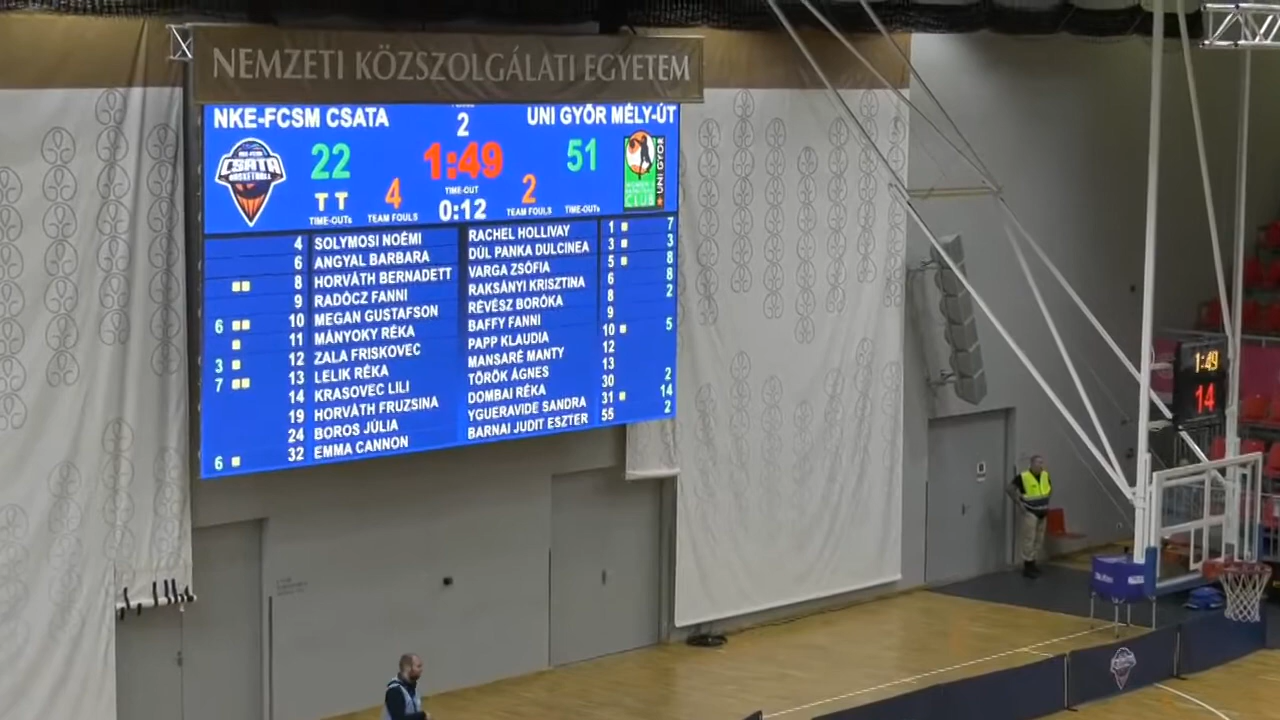 NEMZETI KÖZSZOLGÁLATI EGYETEM
NKE-FCSM CSATA 2 UNI GYŐR MÉLY-ÚT
22 1:49 51
CSATA
BASKETBALL
UNI GYŐR
CLUB
T T 4 TIME-OUT 2
TIME-OUTs TEAM FOULS 0:12 TEAM FOULS TIME-OUTs
4 SOLYMOSI NOÉMI RACHEL HOLLIVAY 1 7
6 ANGYAL BARBARA DÚL PANKA DULCINEA 3 3
8 HORVÁTH BERNADETT VARGA ZSÓFIA 5 8
9 RADÓCZ FANNI RAKSÁNYI KRISZTINA 6 8
6 10 MEGAN GUSTAFSON RÉVÉSZ BORÓKA 8 2
11 MÁNYOKY RÉKA BAFFY FANNI 9
3 12 ZALA FRISKOVEC PAPP KLAUDIA 10 5
7 13 LELIK RÉKA MANSARÉ MANTY 12
14 KRASOVEC LILI TÖRÖK ÁGNES 13
19 HORVÁTH FRUZSINA DOMBAI RÉKA 30 2
24 BOROS JÚLIA YGUERAVIDE SANDRA 31 14
6 32 EMMA CANNON BARNAI JUDIT ESZTER 55 2
1:49
14